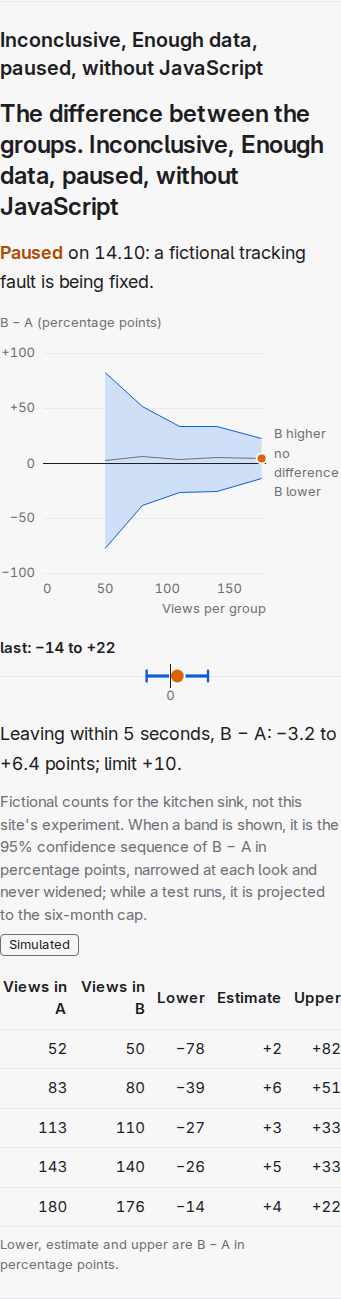 Inconclusive, Enough data,
paused, without JavaScript
The difference between the
groups. Inconclusive, Enough
data, paused, without
JavaScript
Paused on 14.10: a fictional tracking
fault is being fixed.
B − A (percentage points)
+100
+50
0
−50
−100
B higher
no
difference
B lower
0 50 100 150
Views per group
last: −14 to +22
0
Leaving within 5 seconds, B − A: −3.2 to
+6.4 points; limit +10.
Fictional counts for the kitchen sink, not this
site's experiment. When a band is shown, it is the
95% confidence sequence of B − A in
percentage points, narrowed at each look and
never widened; while a test runs, it is projected
to the six-month cap.
Simulated
Views in A Views in B Lower Estimate Upper
52 50 −78 +2 +82
83 80 −39 +6 +51
113 110 −27 +3 +33
143 140 −26 +5 +33
180 176 −14 +4 +22
Lower, estimate and upper are B − A in
percentage points.